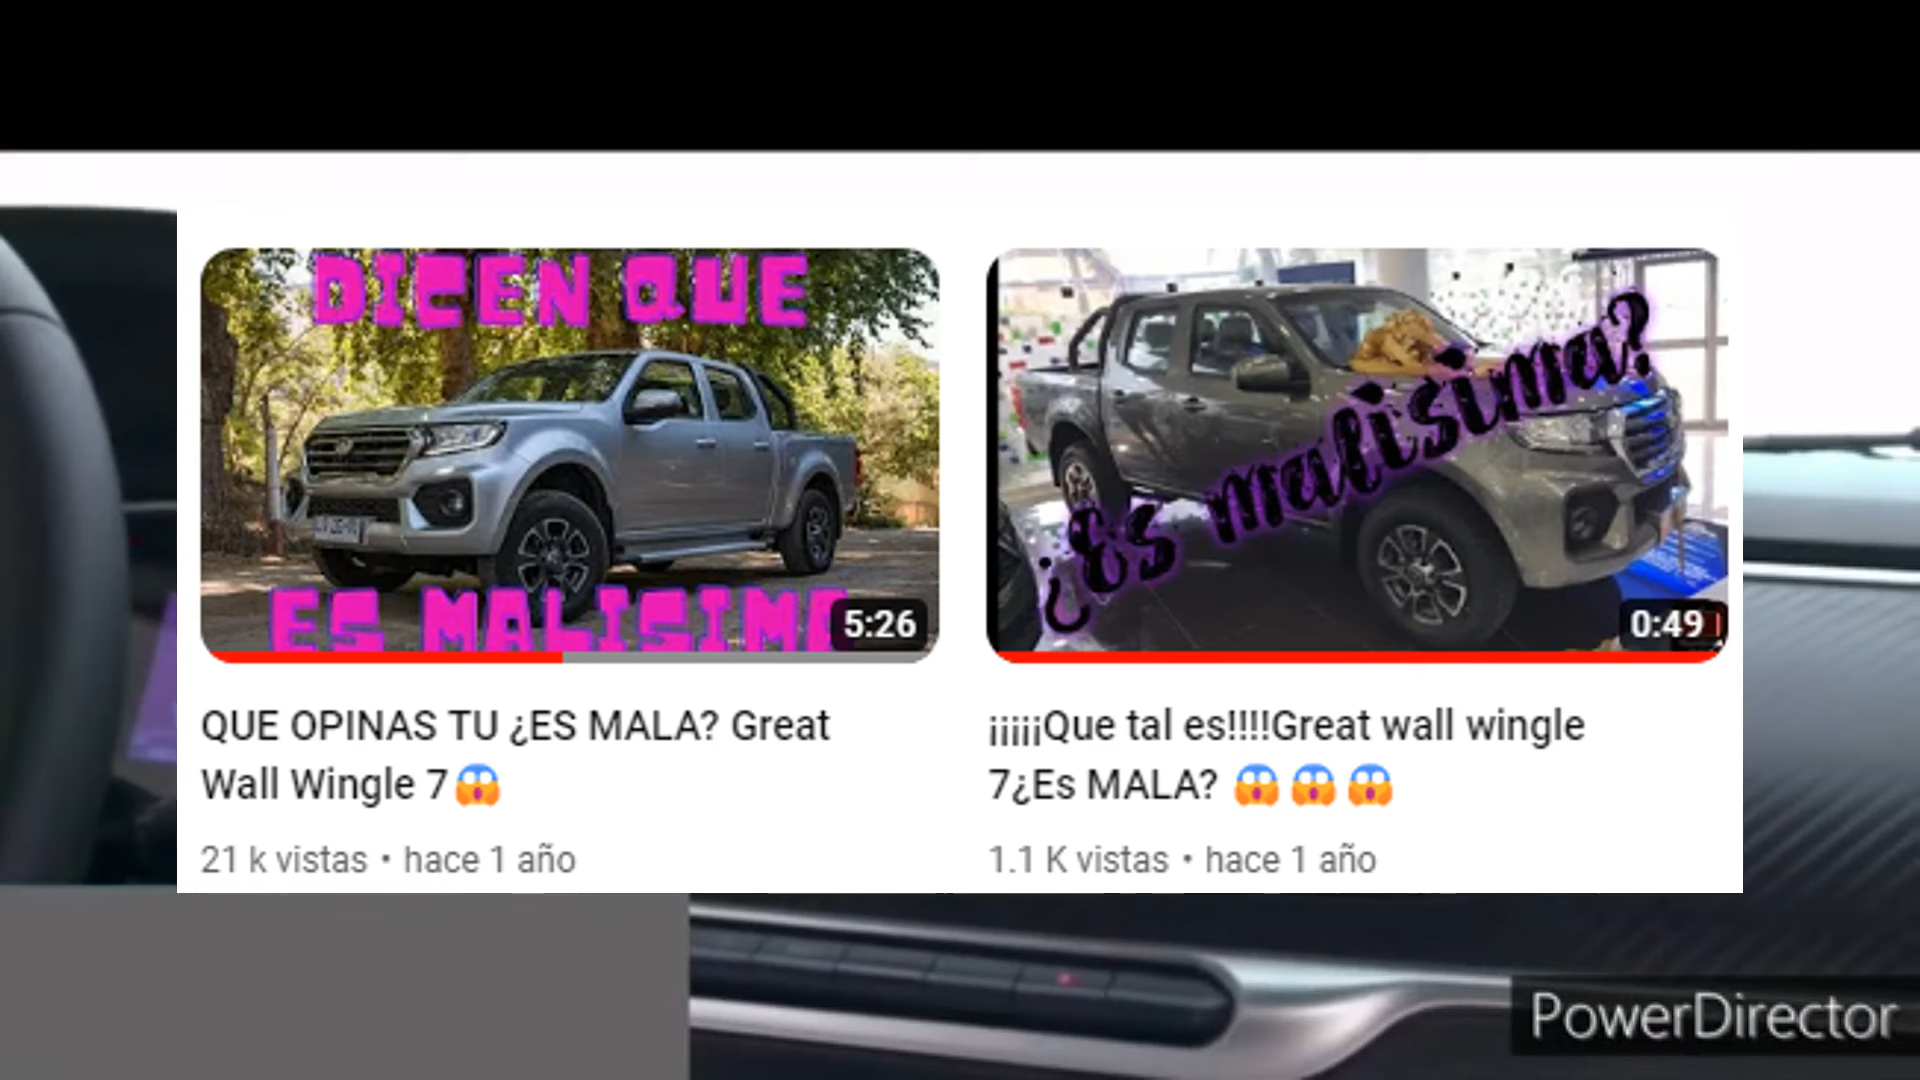 DICEN QUE
ES MALISIMO
5:26
¿Es malisima?
0:49
QUE OPINAS TU ¿ES MALA? Great
Wall Wingle 7😱
21 k vistas • hace 1 año
¡¡¡¡¡Que tal es!!!!Great wall wingle
7¿Es MALA? 😱😱😱
1.1 K vistas • hace 1 año
PowerDirector